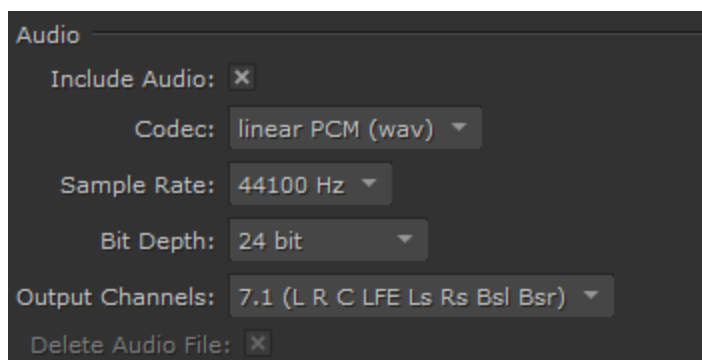 Audio
Include Audio:
Codec: linear PCM (wav)
Sample Rate: 44100 Hz
Bit Depth: 24 bit
Output Channels: 7.1 (L R C LFE Ls Rs Bsl Bsr)
Delete Audio File: